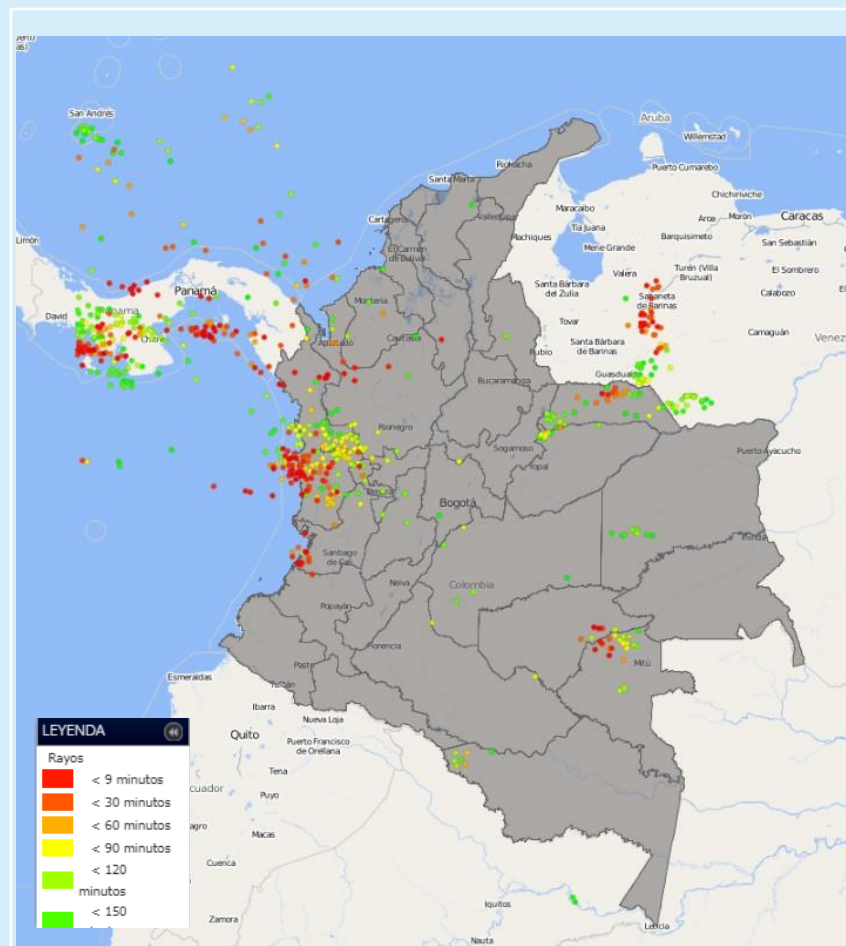 San Andrés
Aruba
Willemstad
Riohacha
Puerto Cumarebo
Santa Marta
Chichiriviche
Maracaibo
Valledupar
Cartagena
Tía Juana
Arce
Morón
Caracas
Limón
Machiques
Mene Grande
Barquisimeto
San Sebastián
El Carmen
de Bolívar
Valera
Turén (Villa
Bruzual)
El Sombrero
Panamá
Santa Bárbara
del Zulia
Sabaneta
de Barinas
Calabozo
David
Panamá
Montería
Tovar
Camaguán
Chitré
Apartadó
Caucasia
Santa Bárbara
de Barinas
Rubio
Guasdualito
Bucaramanga
Rionegro
Sogamoso
Puerto Ayacucho
Yopal
Pereira
Bogotá
Inírida
Santiago
de Cali
Neiva
Colombia
Popayán
Florencia
Mitú
Pasto
Esmeraldas
Ibarra
Nueva Loja
Quito
Puerto Francisco
de Orellana
Tena
Puyo
Macas
Cuenca
Zamora
Iquitos
Nauta
Leticia
LEYENDA
Rayos
< 9 minutos
< 30 minutos
< 60 minutos
< 90 minutos
< 120
minutos
< 150